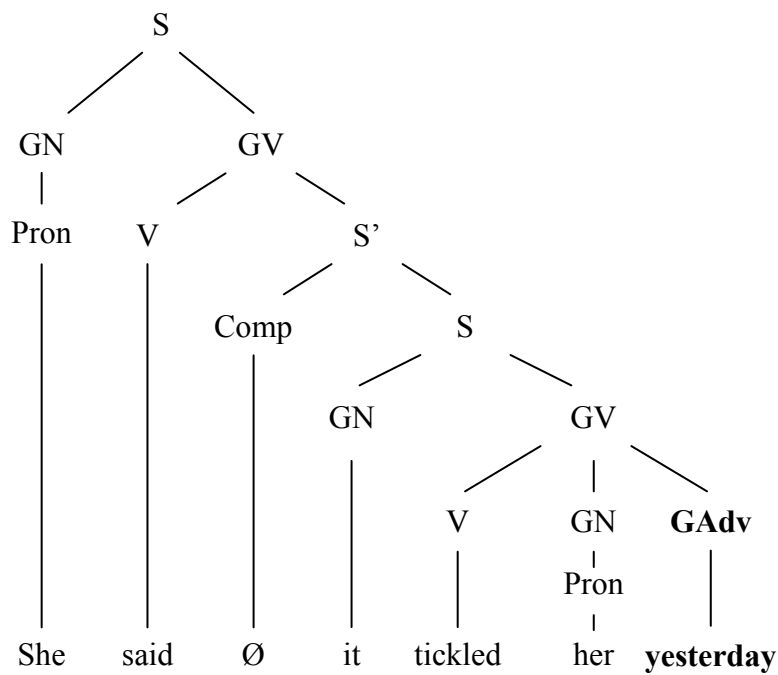 S
GN GV
Pron V S’
Comp S
GN GV
V GN GAdv
Pron
She said Ø it tickled her yesterday